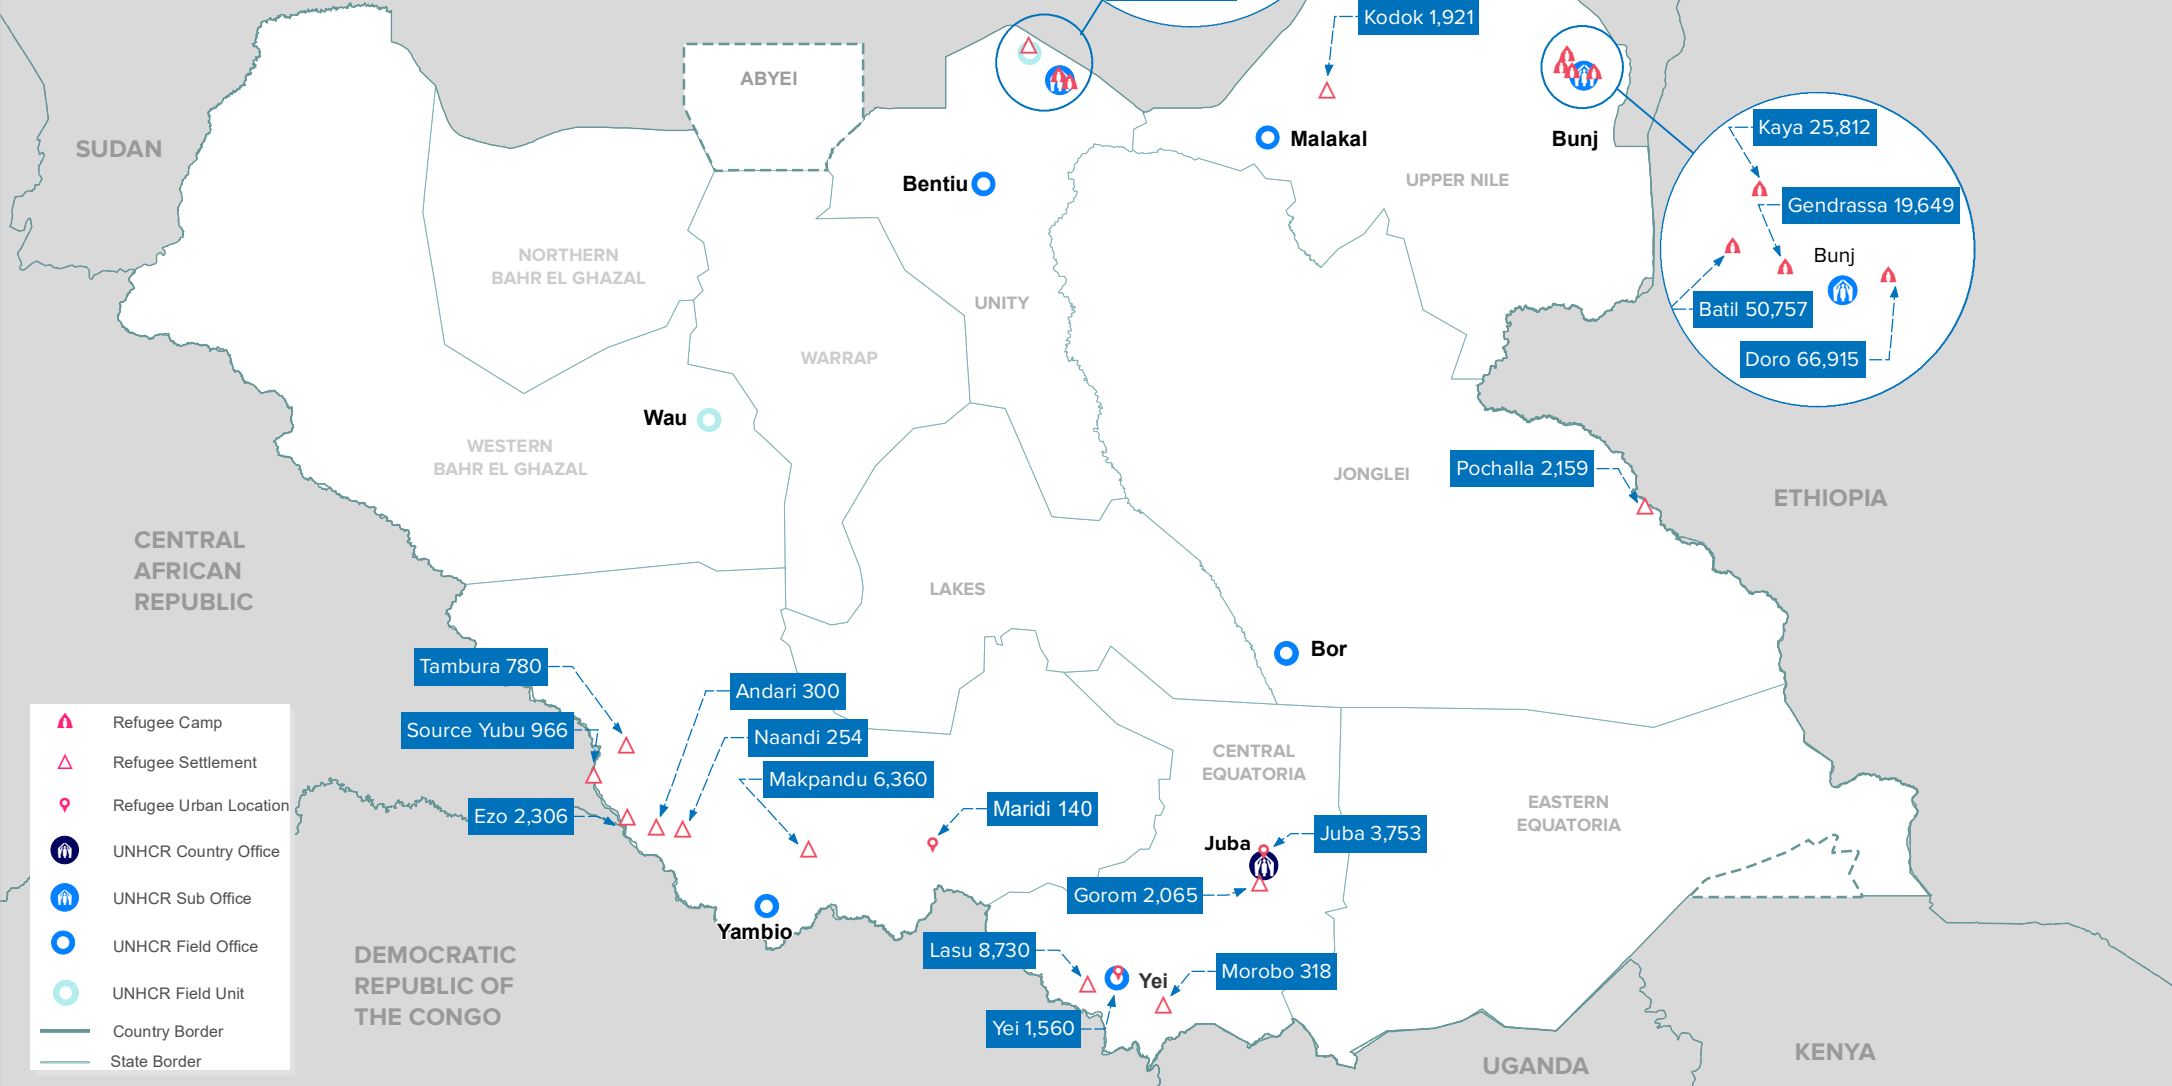 Kodok 1,921
ABYEI
SUDAN
Malakal
Bunj
Kaya 25,812
Bentiu
UPPER NILE
Gendrassa 19,649
NORTHERN
BAHR EL GHAZAL
Bunj
UNITY
Batil 50,757
WARRAP
Doro 66,915
Wau
WESTERN
BAHR EL GHAZAL
JONGLEI
Pochalla 2,159
ETHIOPIA
CENTRAL
AFRICAN
REPUBLIC
LAKES
Bor
Tambura 780
Andari 300
Source Yubu 966
Naandi 254
Makpandu 6,360
CENTRAL
EQUATORIA
Ezo 2,306
Maridi 140
EASTERN
EQUATORIA
Juba
Juba 3,753
Gorom 2,065
Yambio
Lasu 8,730
Yei
Morobo 318
Yei 1,560
DEMOCRATIC
REPUBLIC OF
THE CONGO
UGANDA
KENYA
Refugee Camp
Refugee Settlement
Refugee Urban Location
UNHCR Country Office
UNHCR Sub Office
UNHCR Field Office
UNHCR Field Unit
Country Border
State Border